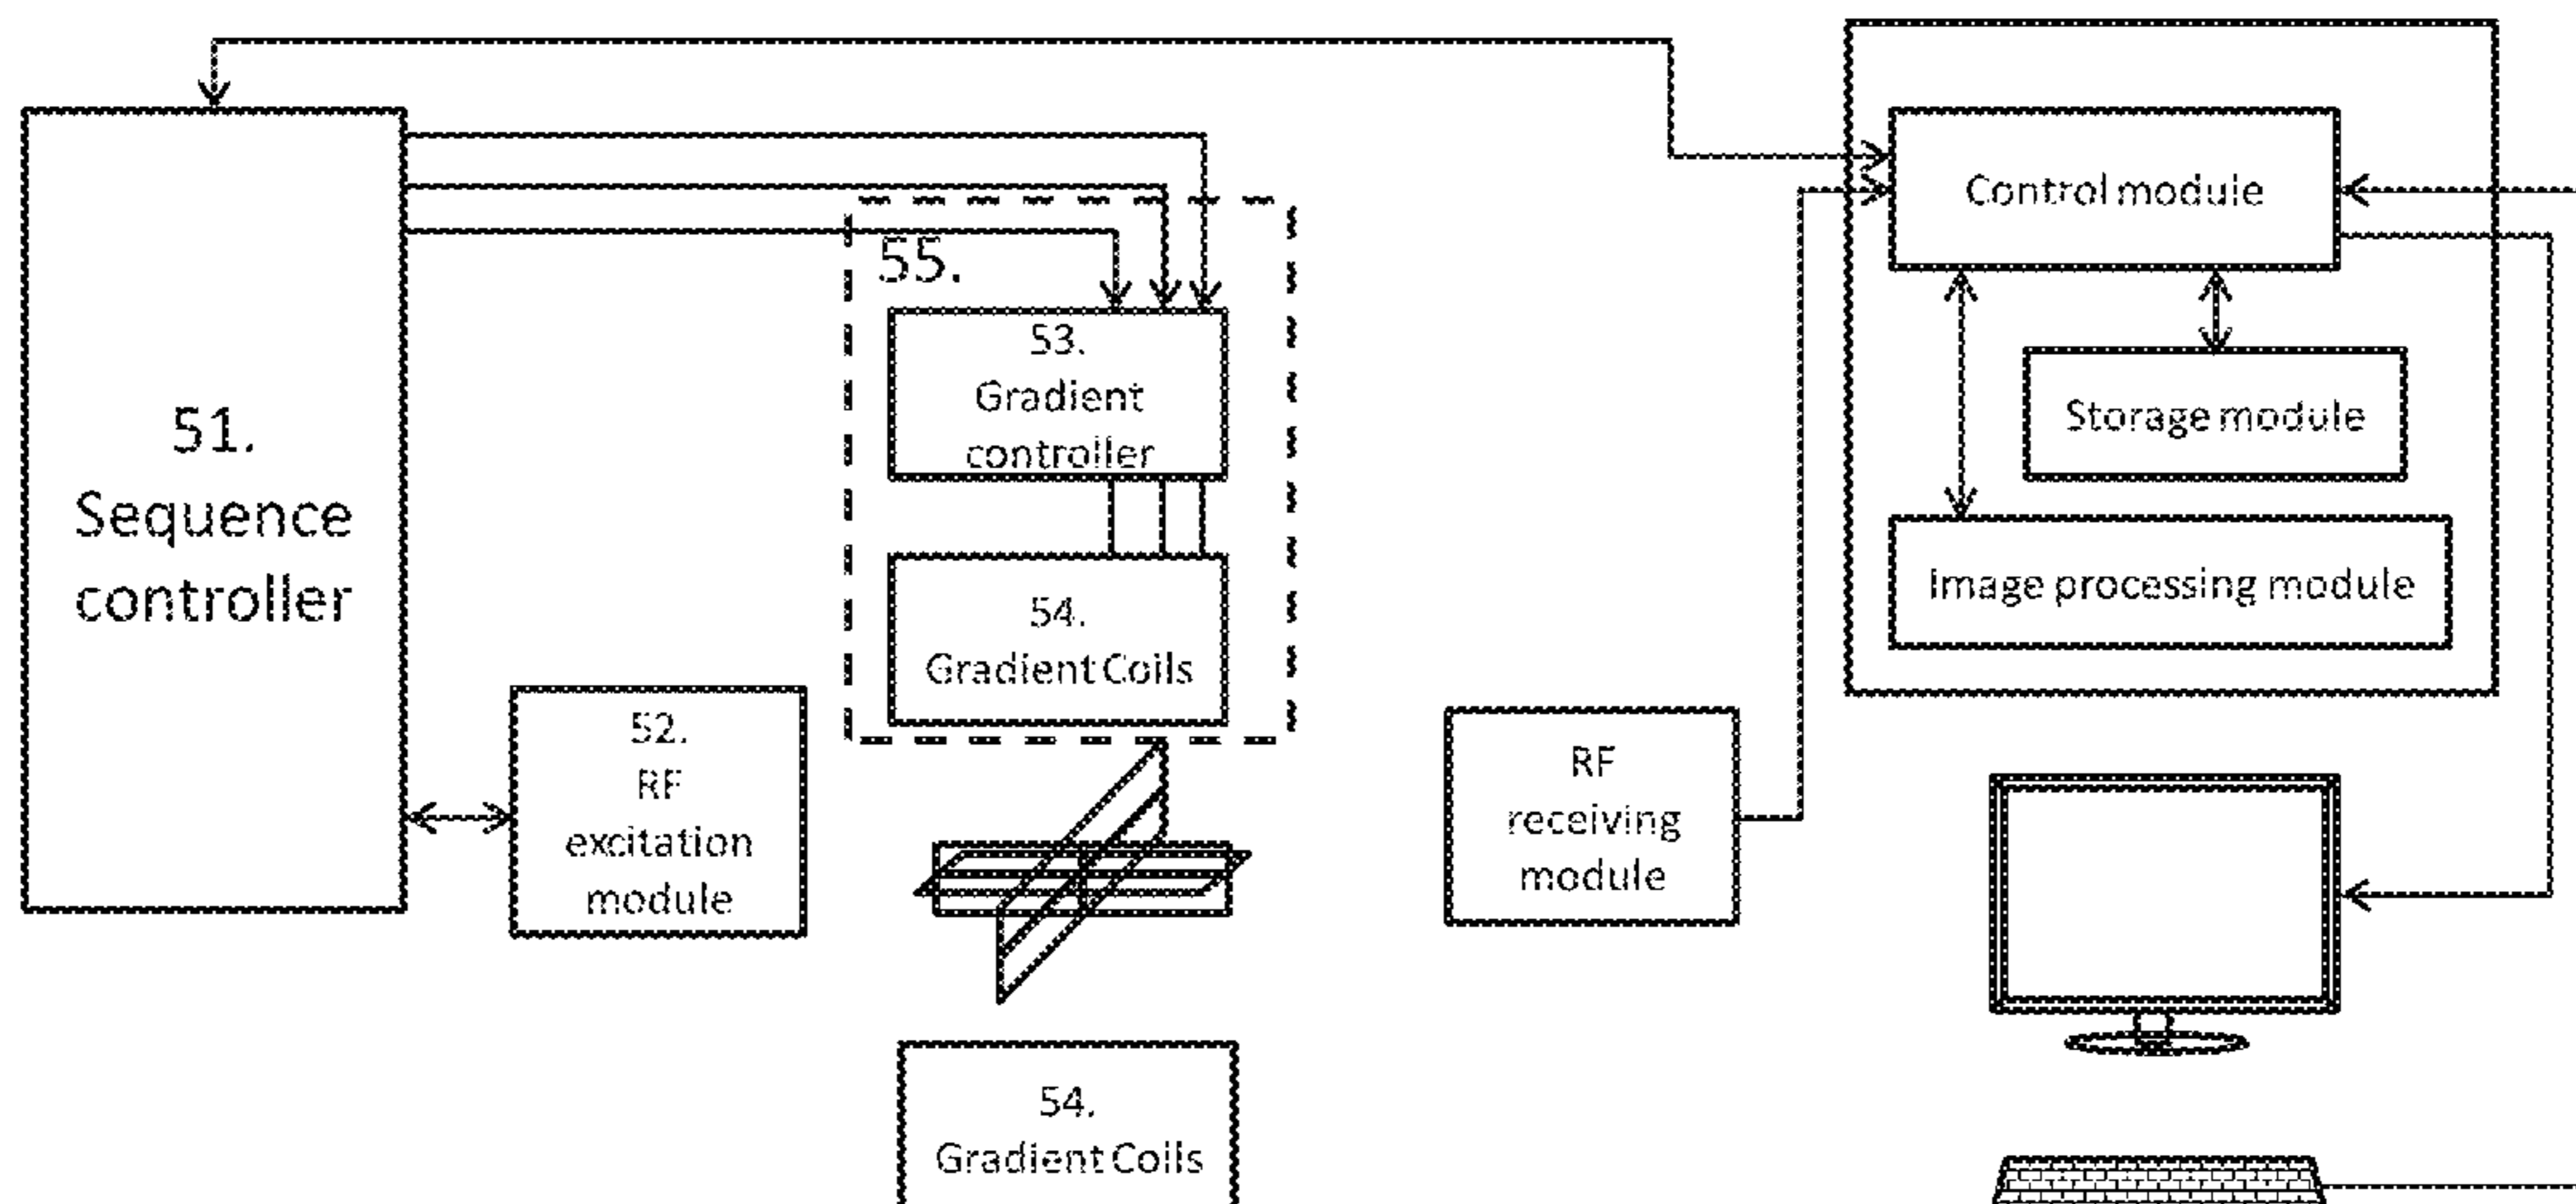 51.
Sequence
controller
52.
RF
excitation
module
55.
53.
Gradient
controller
54.
Gradient Coils
54.
Gradient Coils
RF
receiving
module
Control module
Storage module
Image processing module